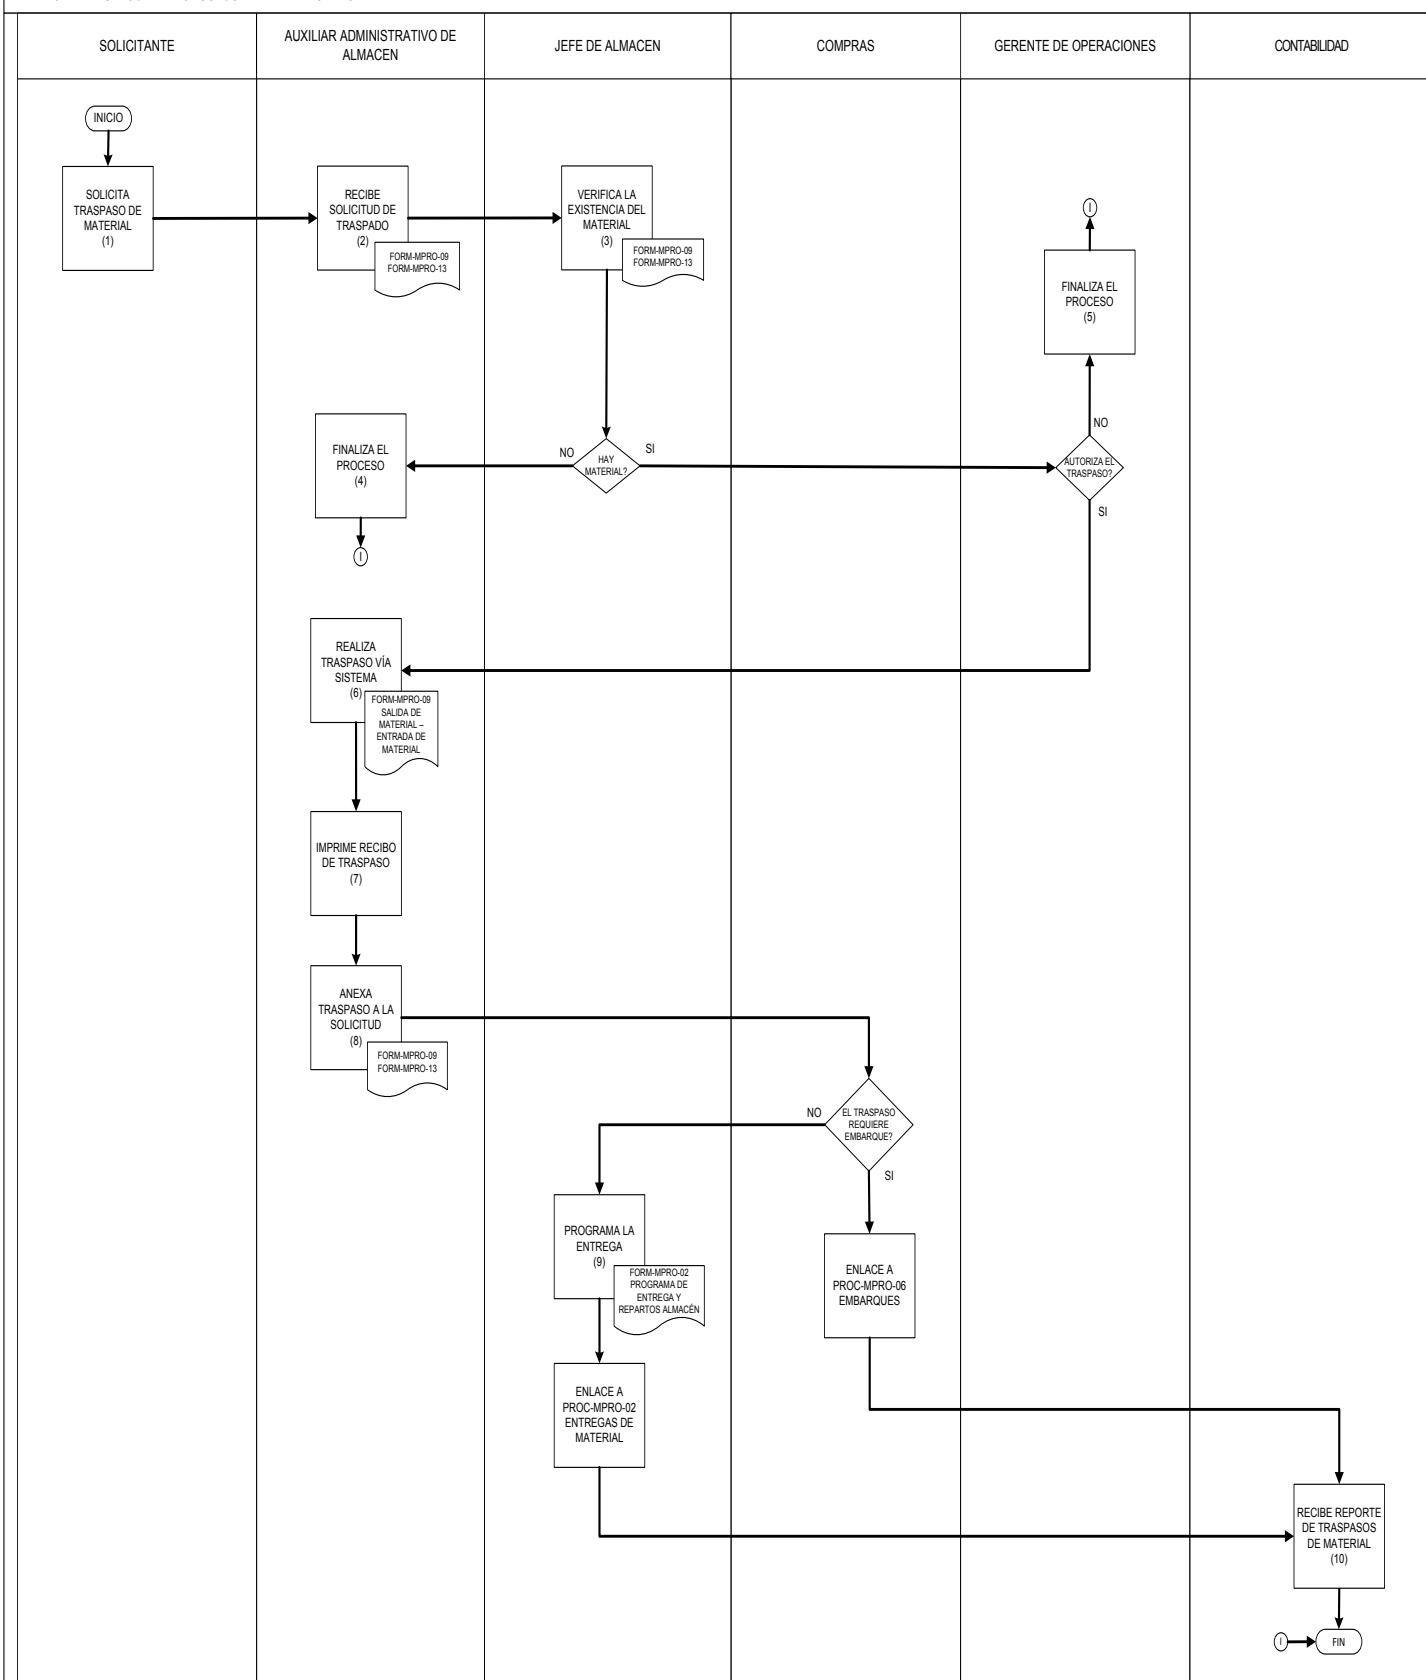 SOLICITANTE
AUXILIAR ADMINISTRATIVO DE
ALMACEN
JEFE DE ALMACEN
COMPRAS
GERENTE DE OPERACIONES
CONTABILIDAD
INICIO
SOLICITA
TRASPASO DE
MATERIAL
(1)
RECIBE
SOLICITUD DE
TRASPADO
(2)
FORM-MPRO-09
FORM-MPRO-13
VERIFICA LA
EXISTENCIA DEL
MATERIAL
(3)
FORM-MPRO-09
FORM-MPRO-13
I
FINALIZA EL
PROCESO
(5)
NO
FINALIZA EL
PROCESO
(4)
NO
HAY
MATERIAL?
SI
AUTORIZA EL
TRASPASO?
SI
I
REALIZA
TRASPASO VÍA
SISTEMA
(6)
FORM-MPRO-09
SALIDA DE
MATERIAL –
ENTRADA DE
MATERIAL
IMPRIME RECIBO
DE TRASPASO
(7)
ANEXA
TRASPASO A LA
SOLICITUD
(8)
FORM-MPRO-09
FORM-MPRO-13
NO
EL TRASPASO
REQUIERE
EMBARQUE?
SI
PROGRAMA LA
ENTREGA
(9)
FORM-MPRO-02
PROGRAMA DE
ENTREGA Y
REPARTOS ALMACÉN
ENLACE A
PROC-MPRO-06
EMBARQUES
ENLACE A
PROC-MPRO-02
ENTREGAS DE
MATERIAL
RECIBE REPORTE
DE TRASPASOS
DE MATERIAL
(10)
I
FIN